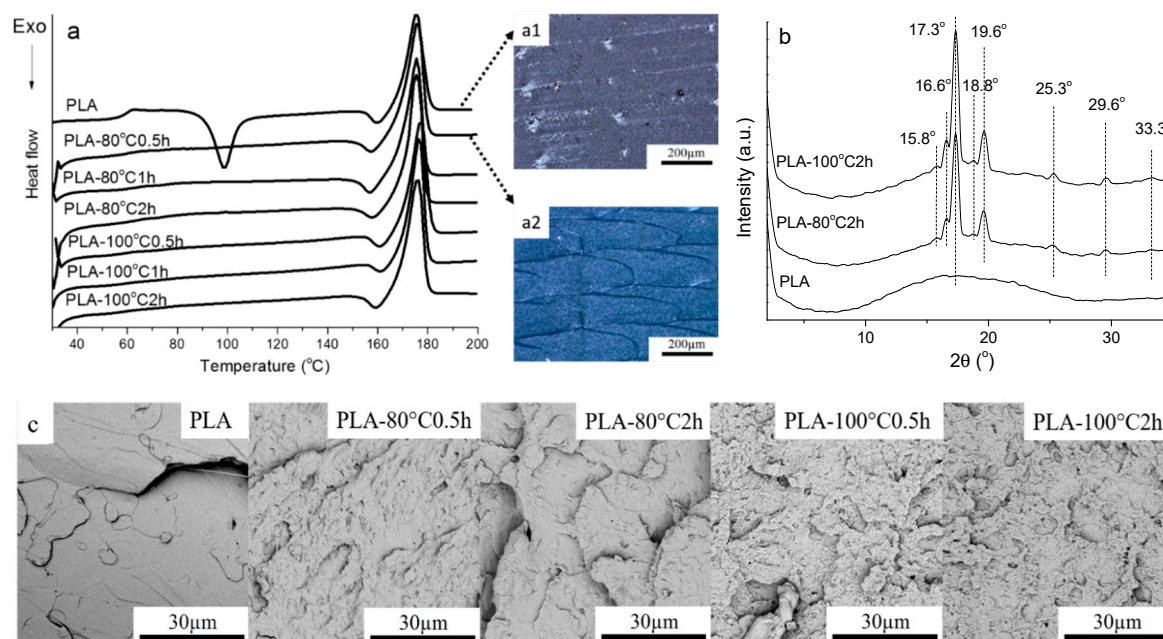 Exo
a
PLA
PLA-80°C0.5h
PLA-80°C1h
PLA-80°C2h
PLA-100°C0.5h
PLA-100°C1h
PLA-100°C2h
Heat flow
40 60 80 100 120 140 160 180 200
Temperature (°C)
a1
200µm
a2
200µm
b
17.3°
19.6°
16.6°
18.8°
15.8°
25.3°
29.6°
33.3
PLA-100°C2h
PLA-80°C2h
PLA
Intensity (a.u.)
10 20 30
2θ (°)
c
PLA
30µm
PLA-80°C0.5h
30µm
PLA-80°C2h
30µm
PLA-100°C0.5h
30µm
PLA-100°C2h
30µm